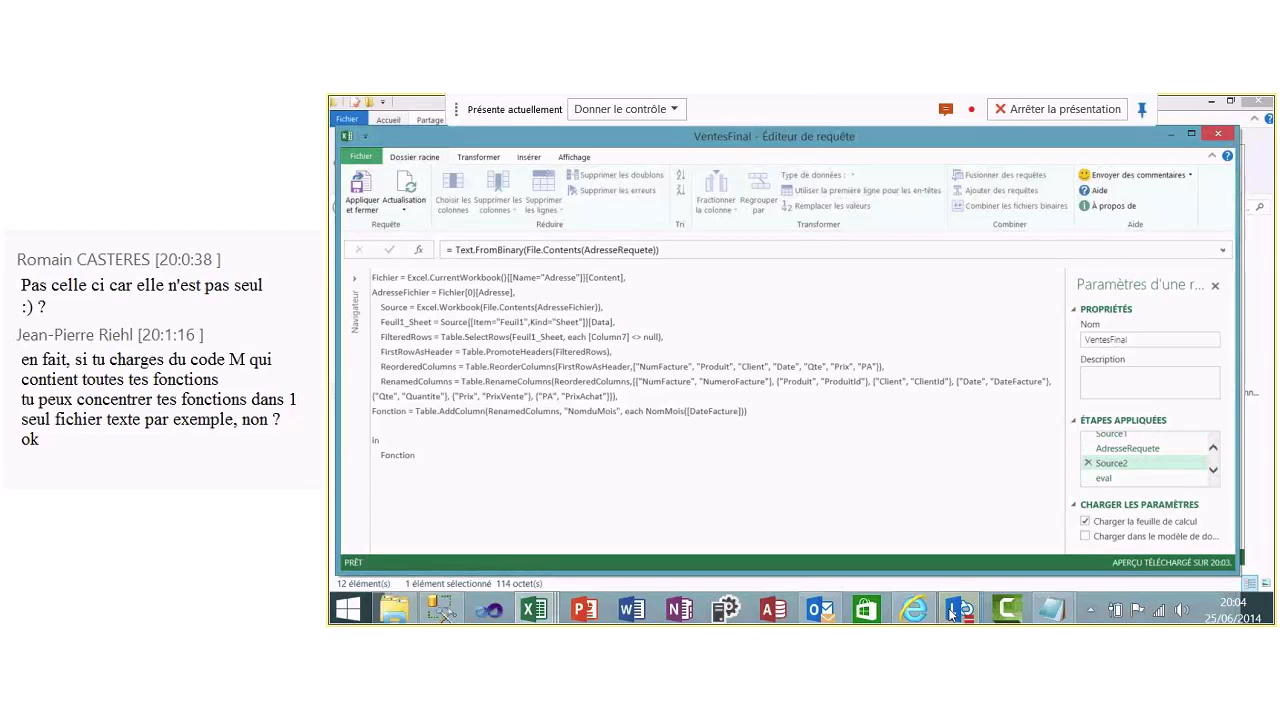 Romain CASTERES [20:0:38 ]
Pas celle ci car elle n'est pas seul
:) ?
Jean-Pierre Riehl [20:1:16 ]
en fait, si tu charges du code M qui
contient toutes tes fonctions
tu peux concentrer tes fonctions dans 1
seul fichier texte par exemple, non ?
ok
Présente actuellement
Donner le contrôle
Arrêter la présentation
Fichier
Accueil
Partage
VentesFinal - Éditeur de requête
Fichier
Dossier racine
Transformer
Insérer
Affichage
Appliquer et fermer
Actualisation
Requête
Choisir les colonnes
Supprimer les colonnes
Supprimer les lignes
Supprimer les doublons
Supprimer les erreurs
Réduire
Tri
Fractionner la colonne
Regrouper par
Type de données :
Utiliser la première ligne pour les en-têtes
Remplacer les valeurs
Transformer
Fusionner des requêtes
Ajouter des requêtes
Combiner les fichiers binaires
Combiner
Envoyer des commentaires
Aide
À propos de
Aide
fx
= Text.FromBinary(File.Contents(AdresseRequete))
Navigateur
Fichier = Excel.CurrentWorkbook(){[Name="Adresse"]}[Content],
AdresseFichier = Fichier{0}[Adresse],
Source = Excel.Workbook(File.Contents(AdresseFichier)),
Feuil1_Sheet = Source{[Item="Feuil1",Kind="Sheet"]}[Data],
FilteredRows = Table.SelectRows(Feuil1_Sheet, each [Column7] <> null),
FirstRowAsHeader = Table.PromoteHeaders(FilteredRows),
ReorderedColumns = Table.ReorderColumns(FirstRowAsHeader,{"NumFacture", "Produit", "Client", "Date", "Qte", "Prix", "PA"}),
RenamedColumns = Table.RenameColumns(ReorderedColumns,{{"NumFacture", "NumeroFacture"}, {"Produit", "ProduitId"}, {"Client", "ClientId"}, {"Date", "DateFacture"},
{"Qte", "Quantite"}, {"Prix", "PrixVente"}, {"PA", "PrixAchat"}}),
Fonction = Table.AddColumn(RenamedColumns, "NomduMois", each NomMois([DateFacture]))
in
Fonction
Paramètres d'une r...
PROPRIÉTÉS
Nom
VentesFinal
Description
ÉTAPES APPLIQUÉES
Source1
AdresseRequete
Source2
eval
CHARGER LES PARAMÈTRES
Charger la feuille de calcul
Charger dans le modèle de do...
PRÊT
APERÇU TÉLÉCHARGÉ SUR 20:03.
12 élément(s)
1 élément sélectionné 114 octet(s)
20:04
25/06/2014